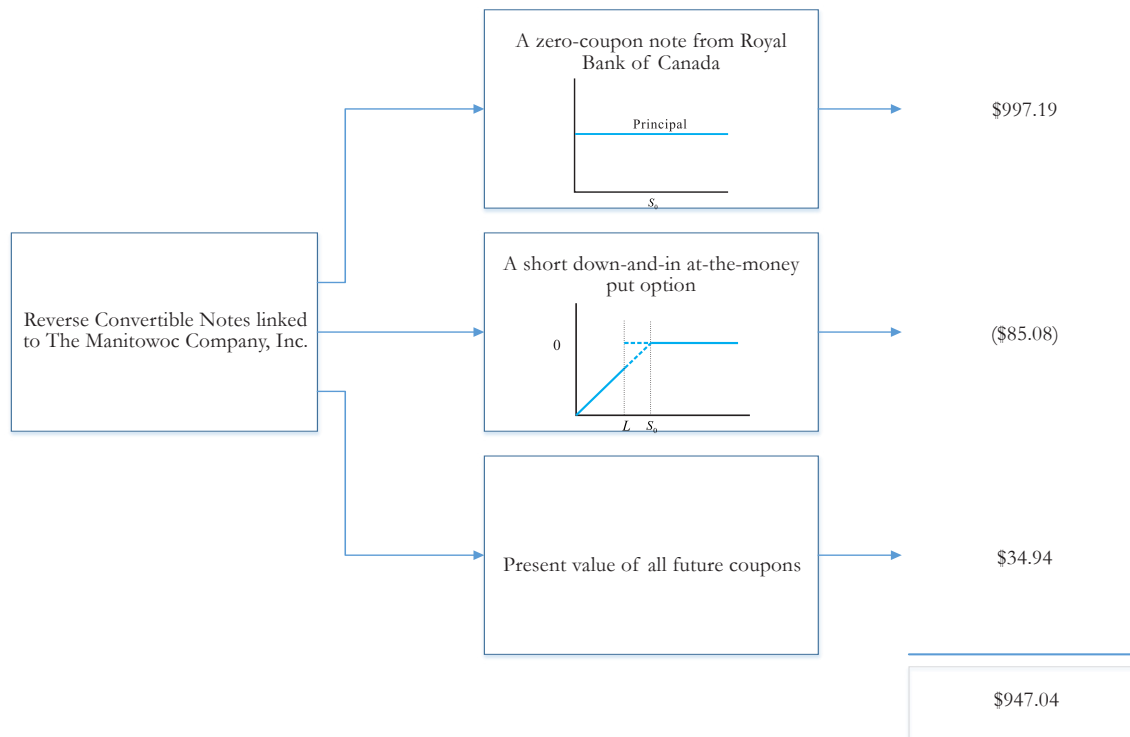 A zero-coupon note from Royal
Bank of Canada
Principal
S₀
$997.19
Reverse Convertible Notes linked
to The Manitowoc Company, Inc.
A short down-and-in at-the-money
put option
0
L S₀
($85.08)
Present value of all future coupons
$34.94
$947.04